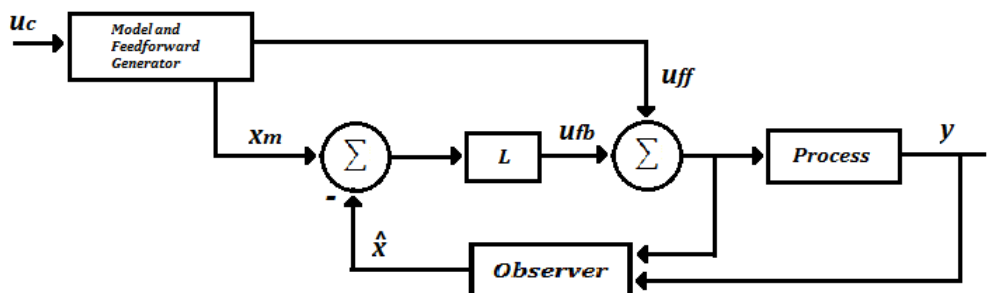 uc
Model and
Feedforward
Generator
uff
xm
Σ
L
ufb
Σ
Process
y
-
x̂
Observer